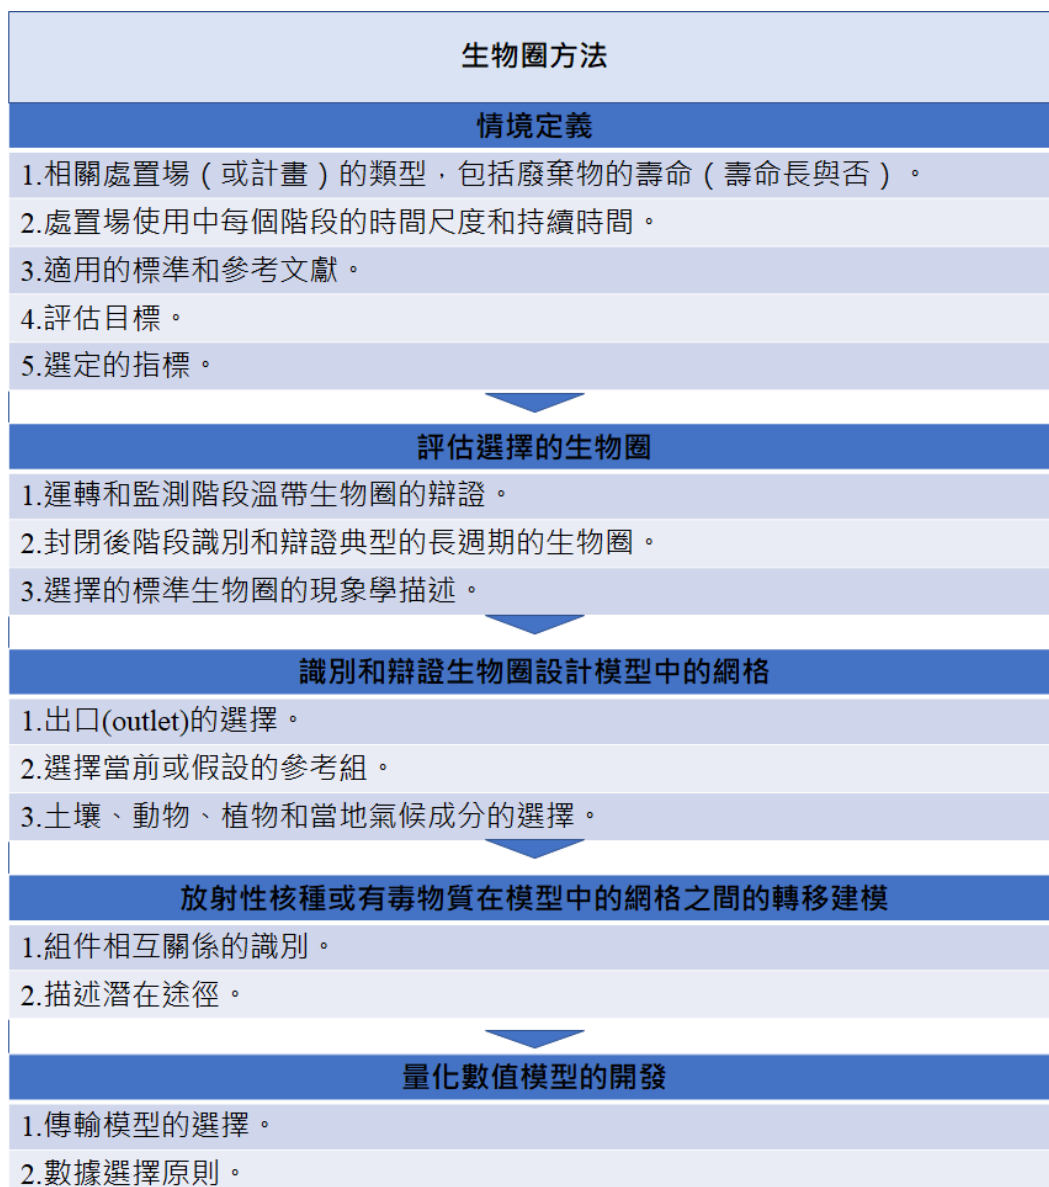 生物圈方法
情境定義
1.相關處置場（或計畫）的類型，包括廢棄物的壽命（壽命長與否）。
2.處置場使用中每個階段的時間尺度和持續時間。
3.適用的標準和參考文獻。
4.評估目標。
5.選定的指標。
評估選擇的生物圈
1.運轉和監測階段溫帶生物圈的辯證。
2.封閉後階段識別和辯證典型的長週期的生物圈。
3.選擇的標準生物圈的現象學描述。
識別和辯證生物圈設計模型中的網格
1.出口(outlet)的選擇。
2.選擇當前或假設的參考組。
3.土壤、動物、植物和當地氣候成分的選擇。
放射性核種或有毒物質在模型中的網格之間的轉移建模
1.組件相互關係的識別。
2.描述潛在途徑。
量化數值模型的開發
1.傳輸模型的選擇。
2.數據選擇原則。